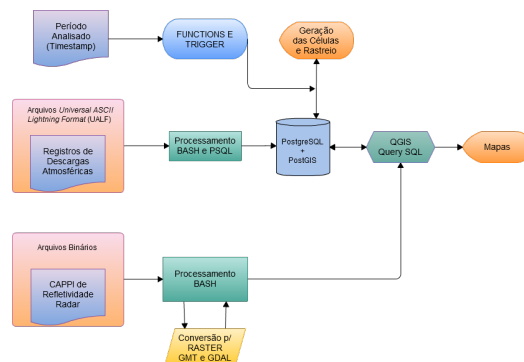 Período
Analisado
(Timestamp)
FUNCTIONS E
TRIGGER
Geração
das Células
e Rastreio
Arquivos Universal ASCII
Lightning Format (UALF)
Registros de
Descargas
Atmosféricas
Processamento
BASH e PSQL
PostgreSQL
+
PostGIS
QGIS
Query SQL
Mapas
Arquivos Binários
CAPPI de
Refletividade
Radar
Processamento
BASH
Conversão p/
RASTER
GMT e GDAL